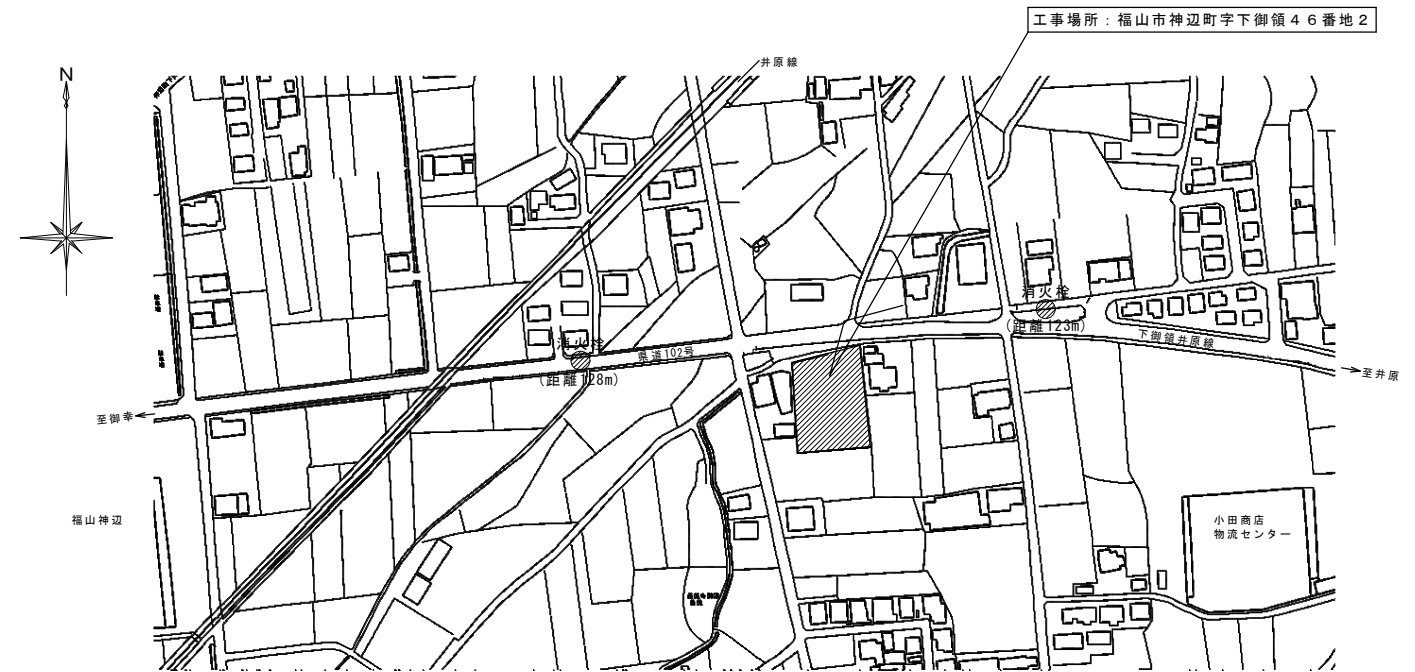 工事場所：福山市神辺町字下御領４６番地２
N
井原線
消火栓
(距離123m)
下御領井原線
消火栓
(距離128m)
県道102号
至井原
至御幸
福山神辺
小田商店
物流センター